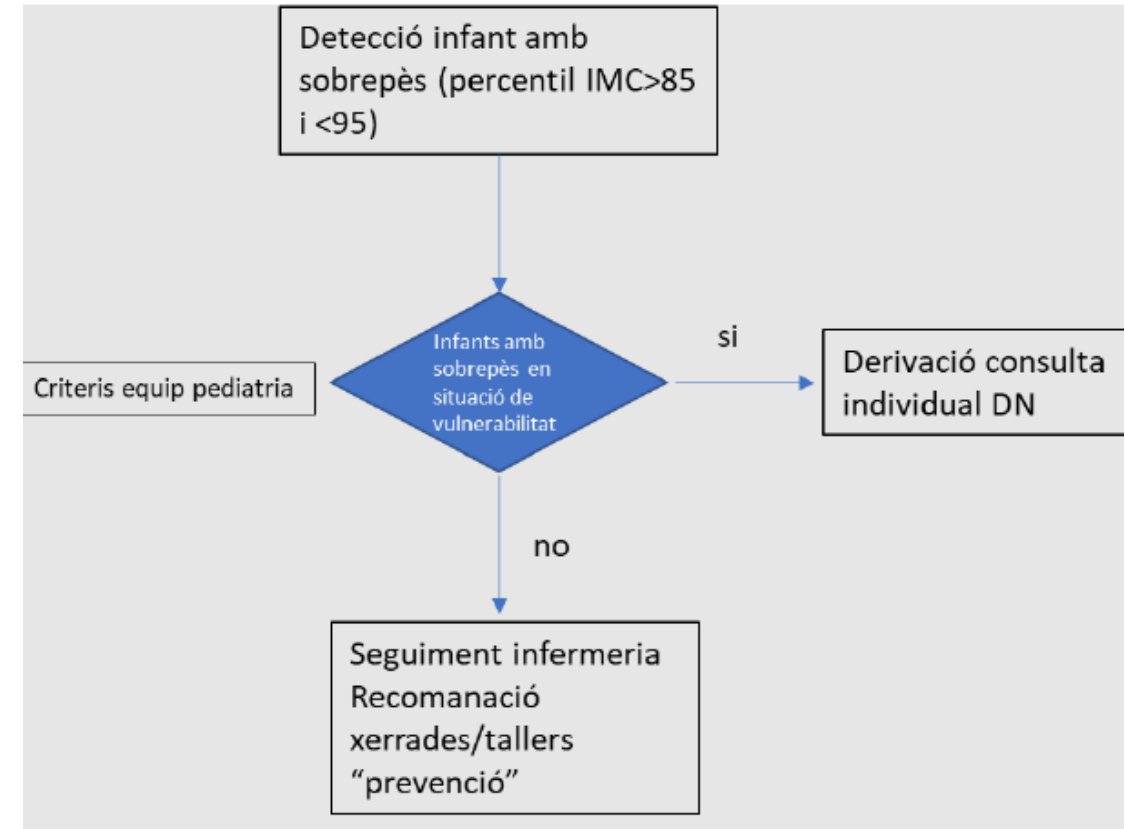 Detecció infant amb
sobrepès (percentil IMC>85
i <95)
Infants amb
sobrepès en
situació de
vulnerabilitat
si
Criteris equip pediatria
Derivació consulta
individual DN
no
Seguiment infermeria
Recomanació
xerrades/tallers
“prevenció”